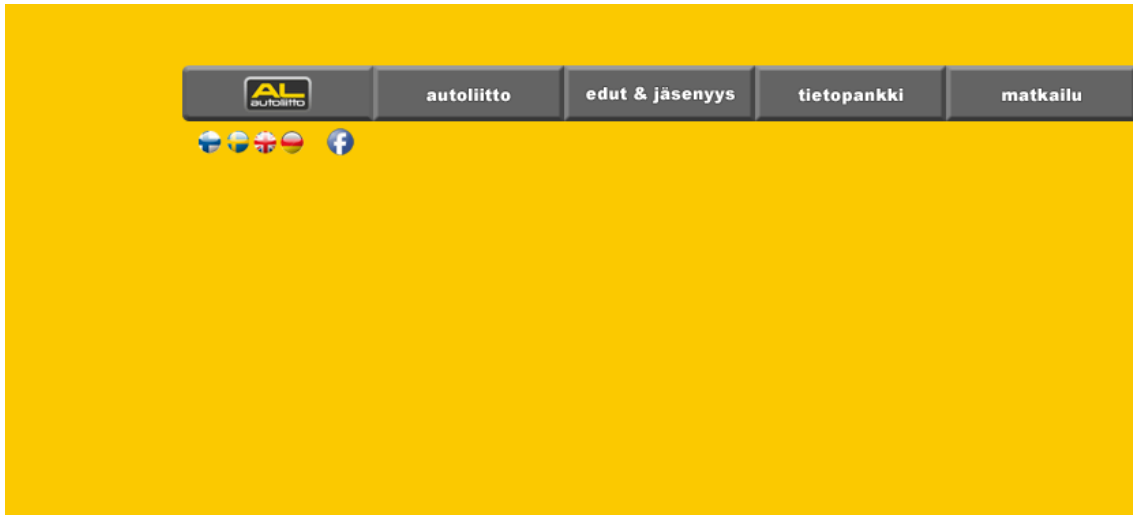 AL
autoliitto
autoliitto
edut & jäsenyys
tietopankki
matkailu
f